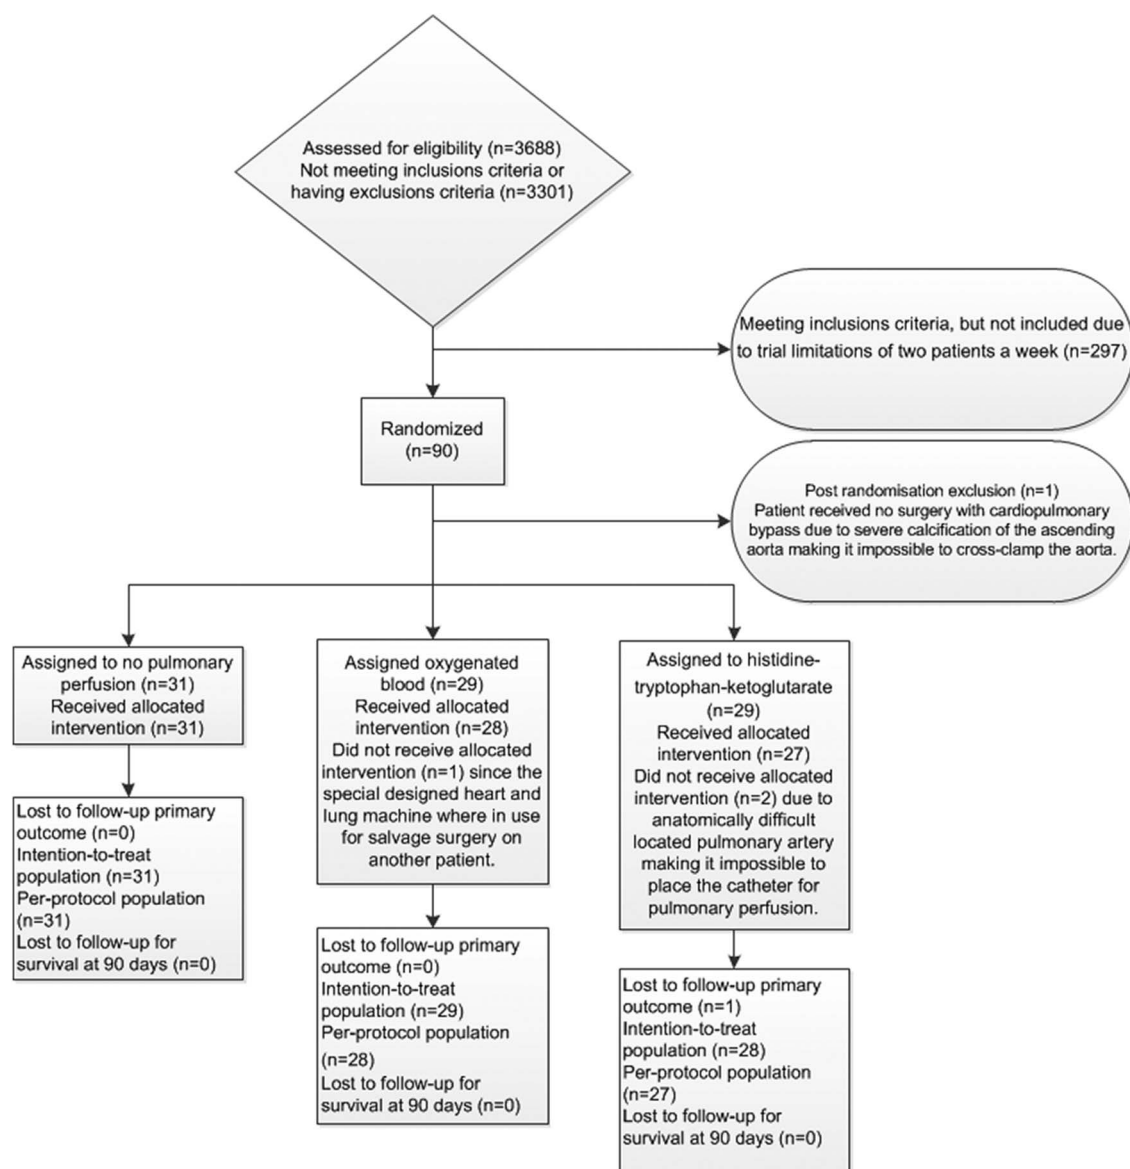 Assessed for eligibility (n=3688)
Not meeting inclusions criteria or
having exclusions criteria (n=3301)
Meeting inclusions criteria, but not included due
to trial limitations of two patients a week (n=297)
Randomized
(n=90)
Post randomisation exclusion (n=1)
Patient received no surgery with cardiopulmonary
bypass due to severe calcification of the ascending
aorta making it impossible to cross-clamp the aorta.
Assigned to no pulmonary
perfusion (n=31)
Received allocated
intervention (n=31)
Assigned oxygenated
blood (n=29)
Received allocated
intervention (n=28)
Did not receive allocated
intervention (n=1) since the
special designed heart and
lung machine where in use
for salvage surgery on
another patient.
Assigned to histidine-
tryptophan-ketoglutarate
(n=29)
Received allocated
intervention (n=27)
Did not receive allocated
intervention (n=2) due to
anatomically difficult
located pulmonary artery
making it impossible to
place the catheter for
pulmonary perfusion.
Lost to follow-up primary
outcome (n=0)
Intention-to-treat
population (n=31)
Per-protocol population
(n=31)
Lost to follow-up for
survival at 90 days (n=0)
Lost to follow-up primary
outcome (n=0)
Intention-to-treat
population (n=29)
Per-protocol population
(n=28)
Lost to follow-up for
survival at 90 days (n=0)
Lost to follow-up primary
outcome (n=1)
Intention-to-treat
population (n=28)
Per-protocol population
(n=27)
Lost to follow-up for
survival at 90 days (n=0)